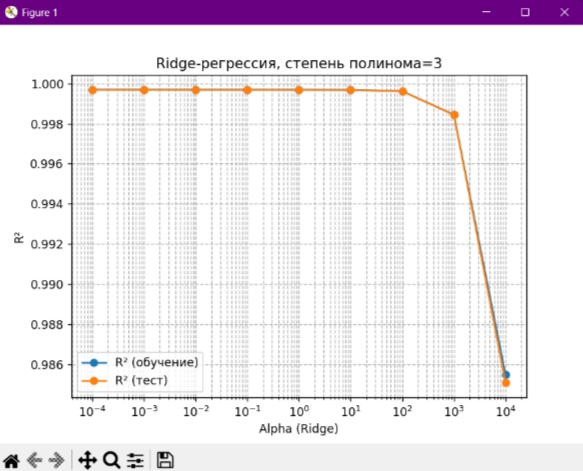 Figure 1
Ridge-регрессия, степень полинома=3
1.000
0.998
0.996
0.994
0.992
0.990
0.988
0.986
R²
R² (обучение)
R² (тест)
10⁻⁴ 10⁻³ 10⁻² 10⁻¹ 10⁰ 10¹ 10² 10³ 10⁴
Alpha (Ridge)